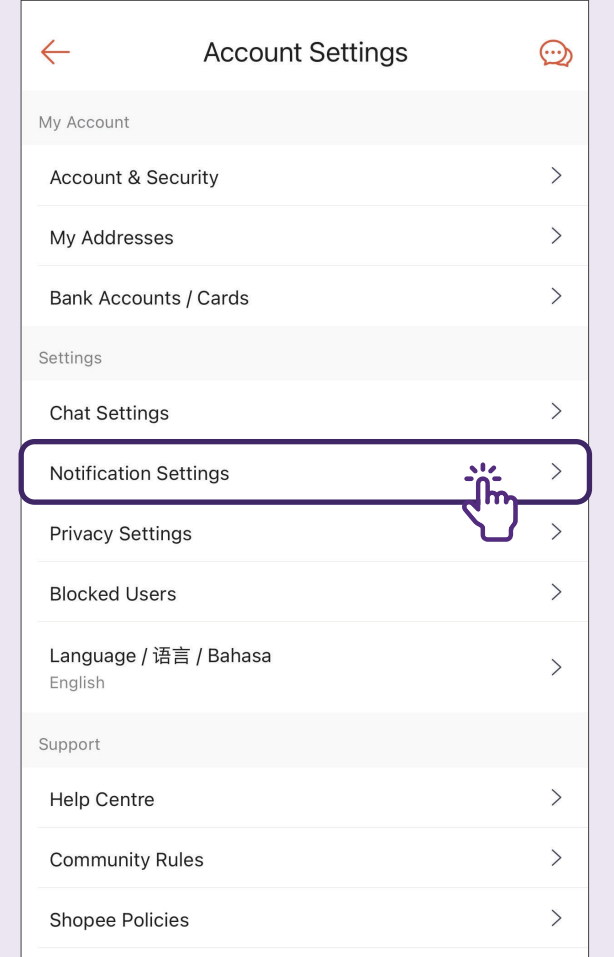 Account Settings
My Account
Account & Security
My Addresses
Bank Accounts / Cards
Settings
Chat Settings
Notification Settings
Privacy Settings
Blocked Users
Language / 语言 / Bahasa
English
Support
Help Centre
Community Rules
Shopee Policies